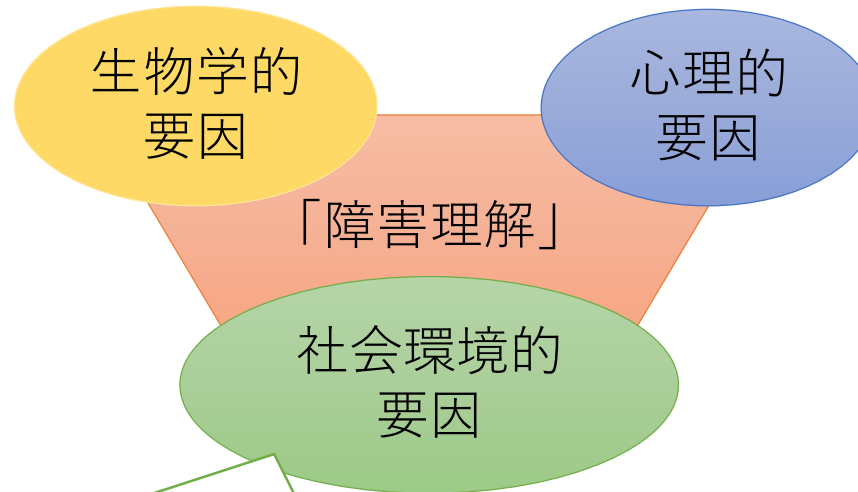 生物学的
要因
心理的
要因
「障害理解」
社会環境的
要因